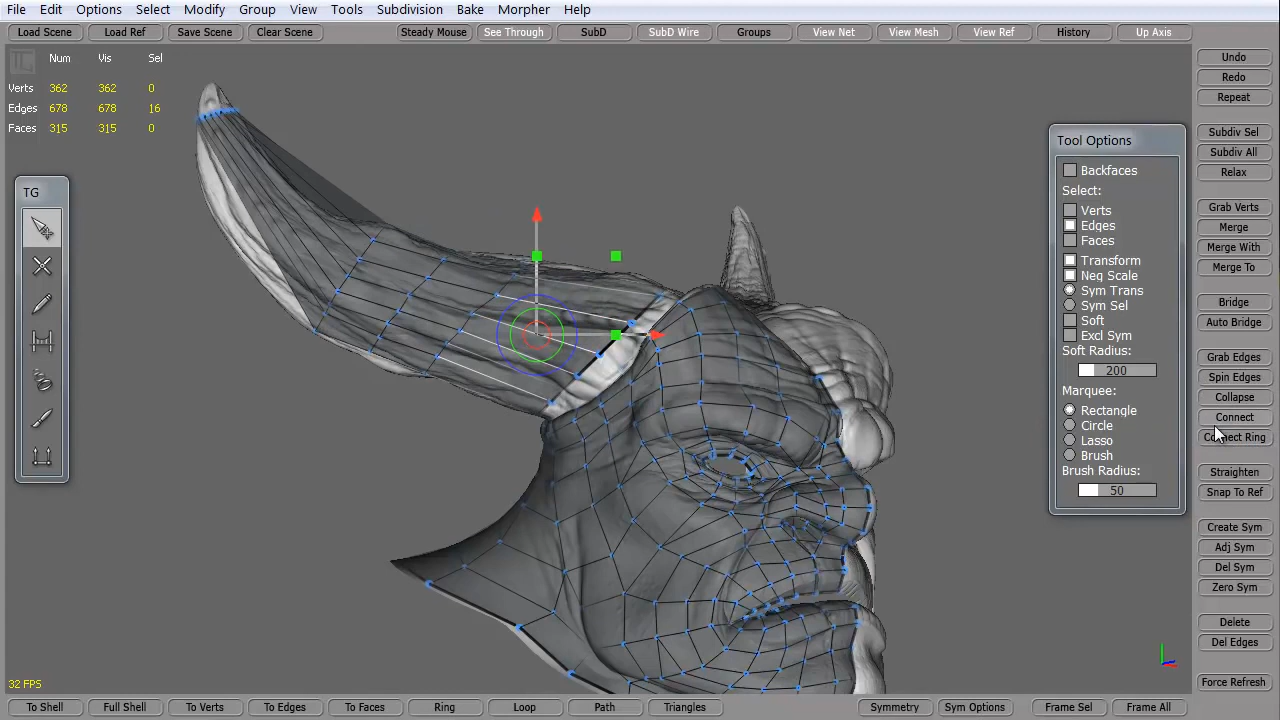 File Edit Options Select Modify Group View Tools Subdivision Bake Morpher Help
Load Scene Load Ref Save Scene Clear Scene Steady Mouse See Through SubD SubD Wire Groups View Net View Mesh View Ref History Up Axis
Num Vis Sel
Verts 362 362 0
Edges 678 678 16
Faces 315 315 0
TG
Tool Options
Backfaces
Select:
Verts
Edges
Faces
Transform
Neg Scale
Sym Trans
Sym Sel
Soft
Excl Sym
Soft Radius:
200
Marquee:
Rectangle
Circle
Lasso
Brush
Brush Radius:
50
Undo
Redo
Repeat
Subdiv Sel
Subdiv All
Relax
Grab Verts
Merge
Merge With
Merge To
Bridge
Auto Bridge
Grab Edges
Spin Edges
Collapse
Connect
Connect Ring
Straighten
Snap To Ref
Create Sym
Adj Sym
Del Sym
Zero Sym
Delete
Del Edges
Force Refresh
32 FPS
To Shell Full Shell To Verts To Edges To Faces Ring Loop Path Triangles Symmetry Sym Options Frame Sel Frame All